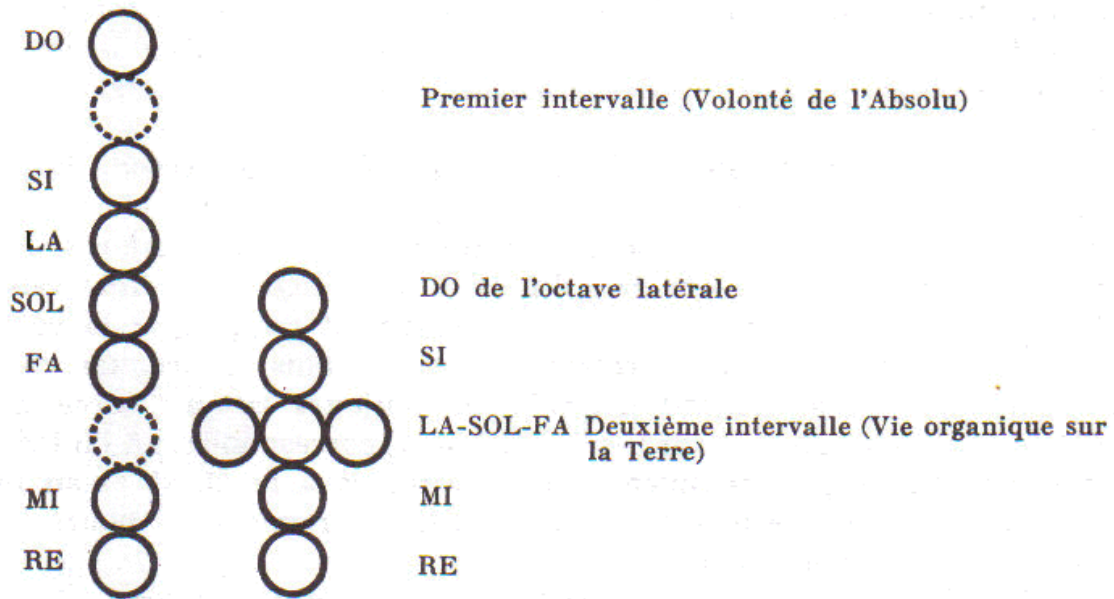 DO
Premier intervalle (Volonté de l'Absolu)
SI
LA
SOL
DO de l'octave latérale
FA
SI
LA-SOL-FA Deuxième intervalle (Vie organique sur
la Terre)
MI
MI
RE
RE